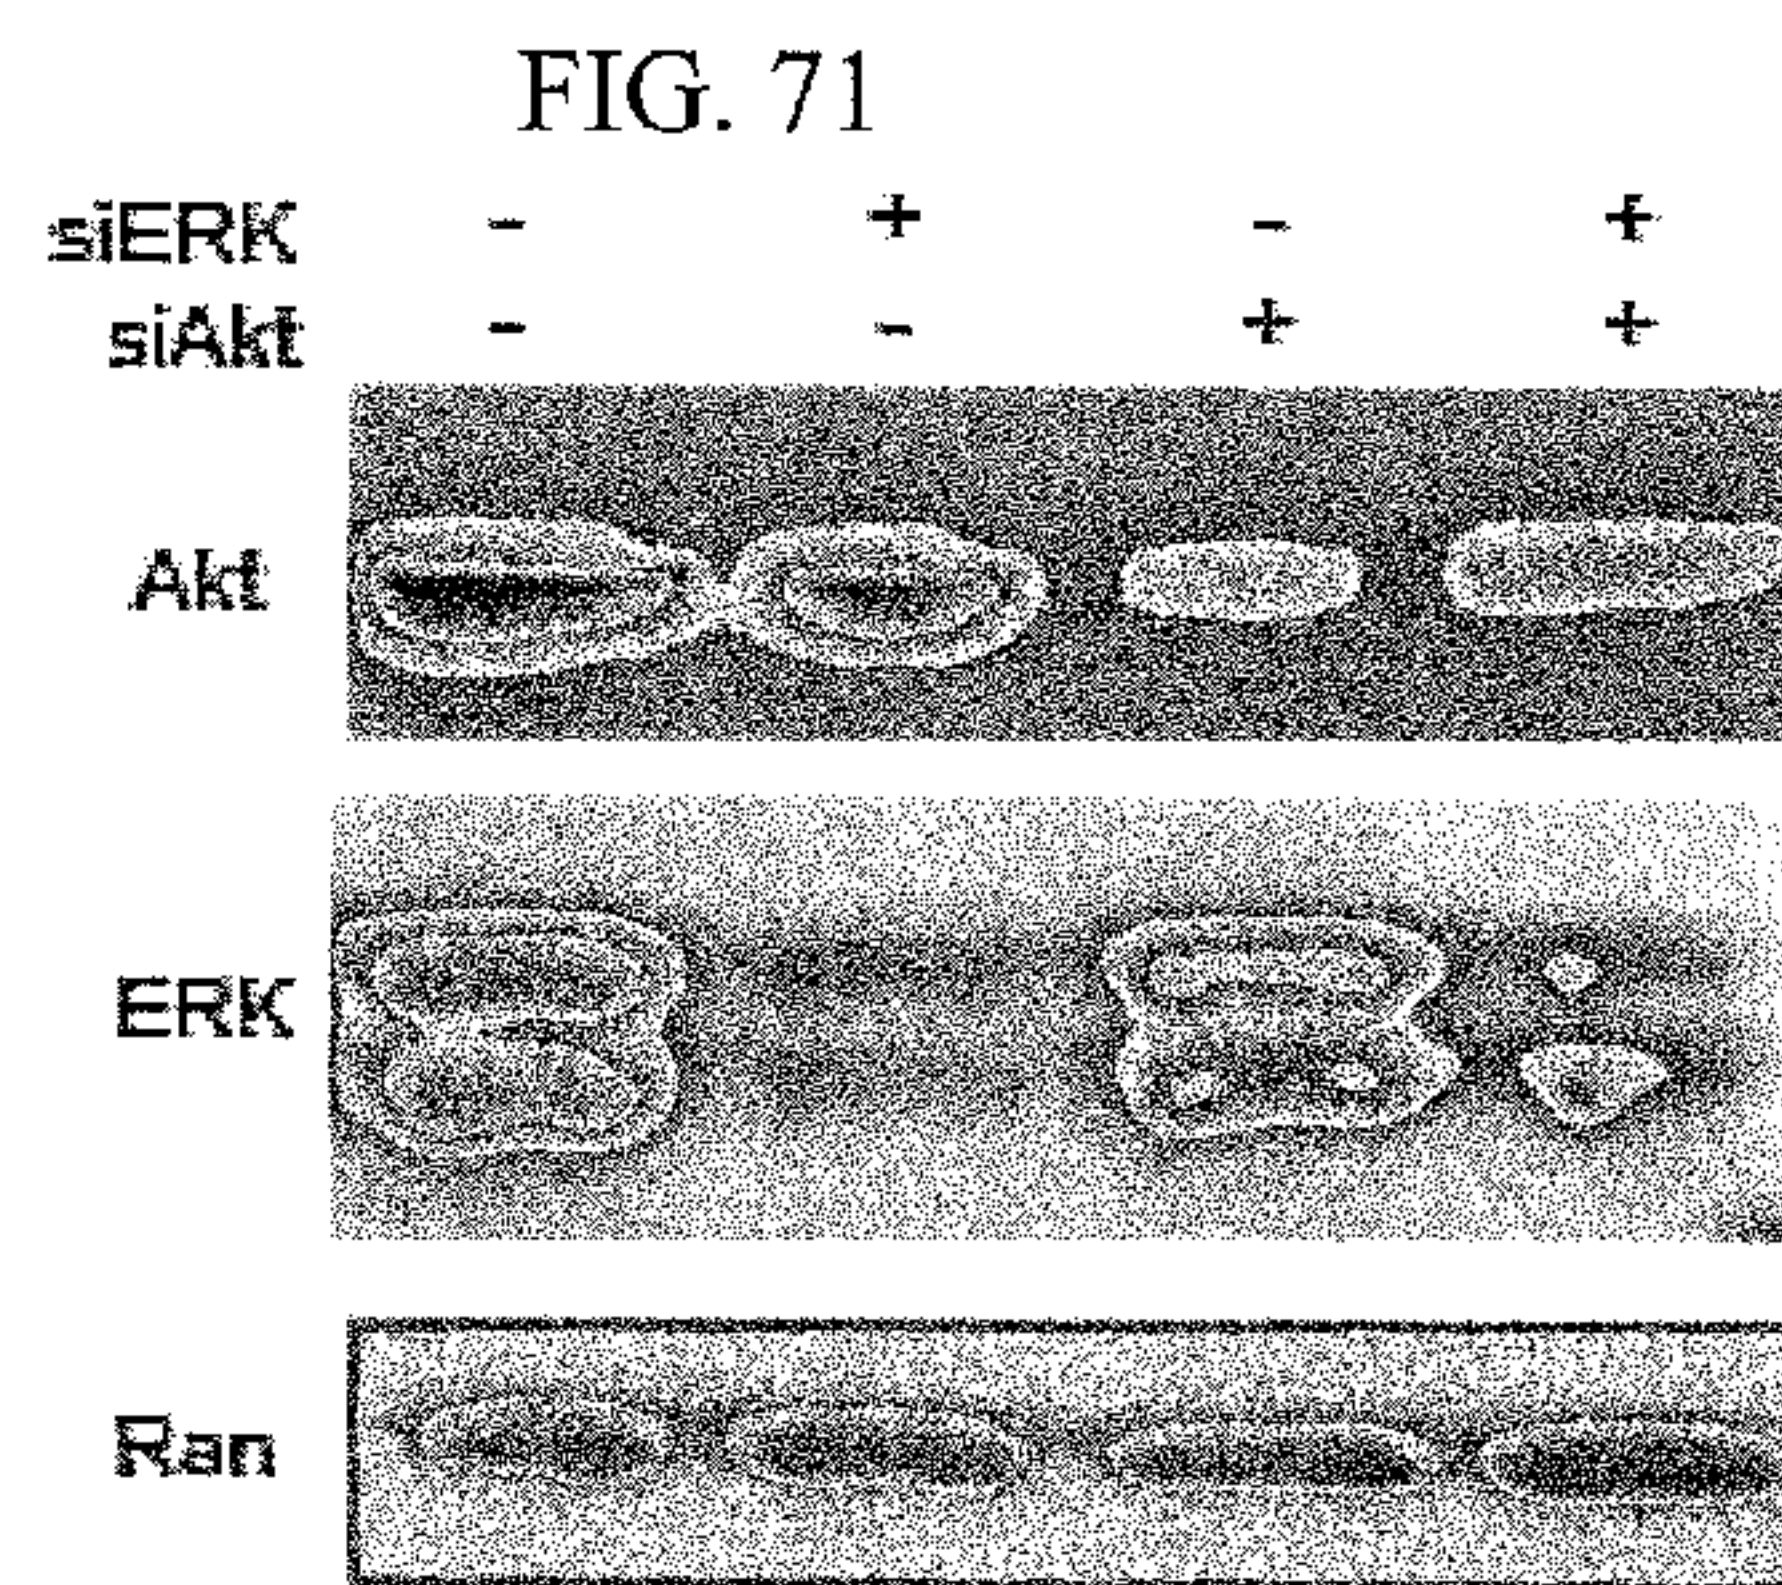 FIG. 71
siERK - + - +
siAkt - - + +
Akt
ERK
Ran